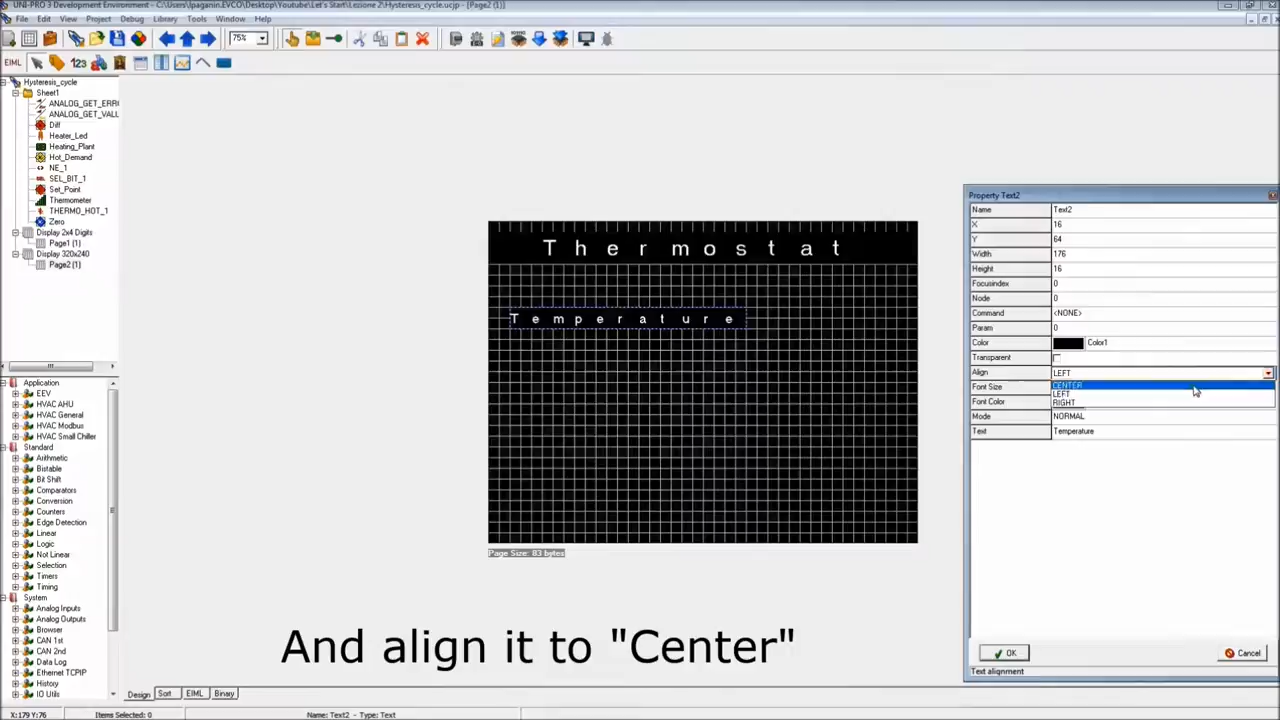 UNI-PRO 3 Development Environment - C:\Users\lpaganin.EVCO\Desktop\Youtube\Let's Start\Lezione 2\Hysteresis_cycle.ucjp - [Page2 (1)]
File Edit View Project Debug Library Tools Window Help
75%
EIML 123
Hysteresis_cycle
Sheet1
ANALOG_GET_ERR
ANALOG_GET_VALU
Diff
Heater_Led
Heating_Plant
Hot_Demand
NE_1
SEL_BIT_1
Set_Point
Thermometer
THERMO_HOT_1
Zero
Display 2x4 Digits
Page1 (1)
Display 320x240
Page2 (1)
Application
EEV
HVAC AHU
HVAC General
HVAC Modbus
HVAC Small Chiller
Standard
Arithmetic
Bistable
Bit Shift
Comparators
Conversion
Counters
Edge Detection
Linear
Logic
Not Linear
Selection
Timers
Timing
System
Analog Inputs
Analog Outputs
Browser
CAN 1st
CAN 2nd
Data Log
Ethernet TCPIP
History
IO Utils
Thermostat
Temperature
Page Size: 83 bytes
Property Text2
Name Text2
X 16
Y 64
Width 176
Height 16
Focusindex 0
Node 0
Command <NONE>
Param 0
Color Color1
Transparent
Align LEFT
Font Size CENTER
LEFT
Font Color RIGHT
Mode NORMAL
Text Temperature
OK Cancel
Text alignment
And align it to "Center"
Design Sort EIML Binary
X:179 Y:76 Items Selected: 0 Name: Text2 - Type: Text